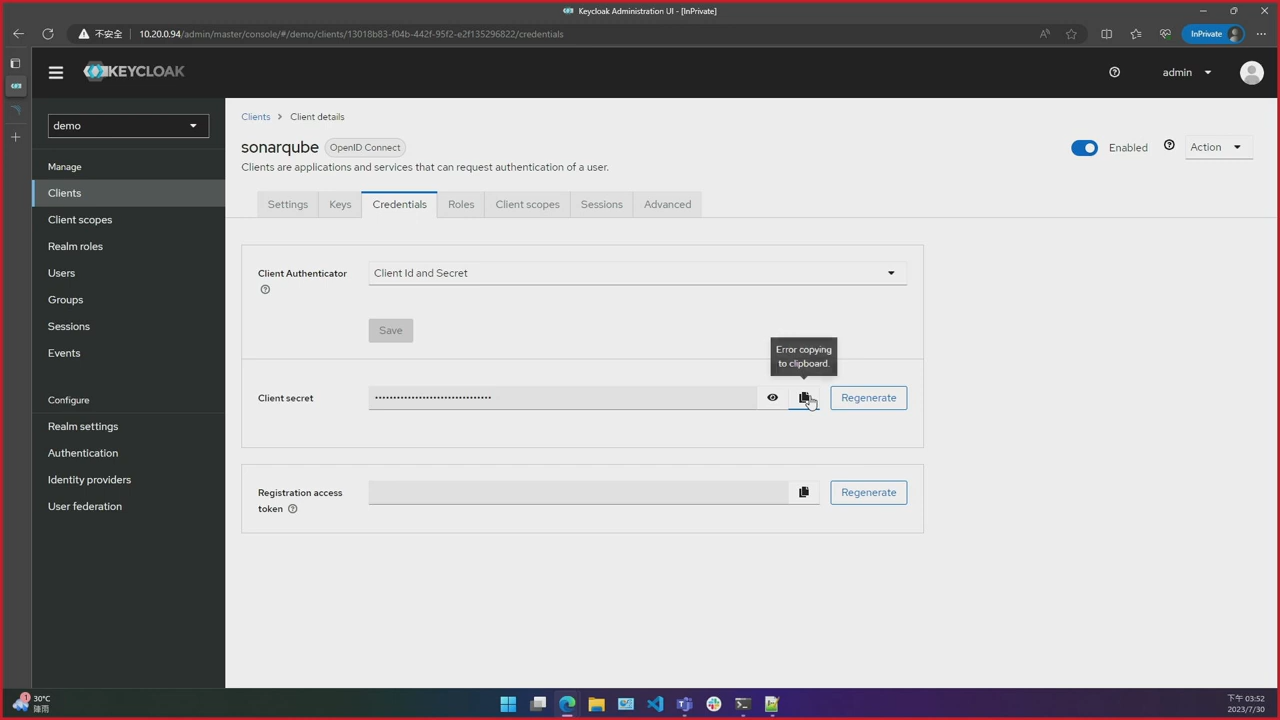 Keycloak Administration UI - [InPrivate]
不安全 10.20.0.94/admin/master/console/#/demo/clients/13018b83-f04b-442f-95f2-e2f135296822/credentials
InPrivate
KEYCLOAK
admin
demo
Manage
Clients
Client scopes
Realm roles
Users
Groups
Sessions
Events
Configure
Realm settings
Authentication
Identity providers
User federation
Clients > Client details
sonarqube OpenID Connect
Enabled
Action
Clients are applications and services that can request authentication of a user.
Settings Keys Credentials Roles Client scopes Sessions Advanced
Client Authenticator
Client Id and Secret
Save
Error copying
to clipboard.
Client secret
••••••••••••••••••••••••••••••••
Regenerate
Registration access
token
Regenerate
1
30°C
陣雨
下午 03:52
2023/7/30